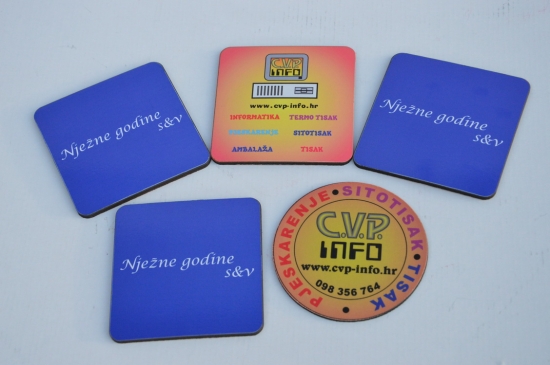 Nježne godine
s&v
C.V.P.
INFO
www.cvp-info.hr
INFORMATIKA TERMO TISAK
PJESKARENJE SITOTISAK
AMBALAŽA TISAK
Nježne godine
s&v
Nježne godine
s&v
PJESKARENJE • SITOTISAK • TISAK •
C.V.P.
INFO
www.cvp-info.hr
098 356 764